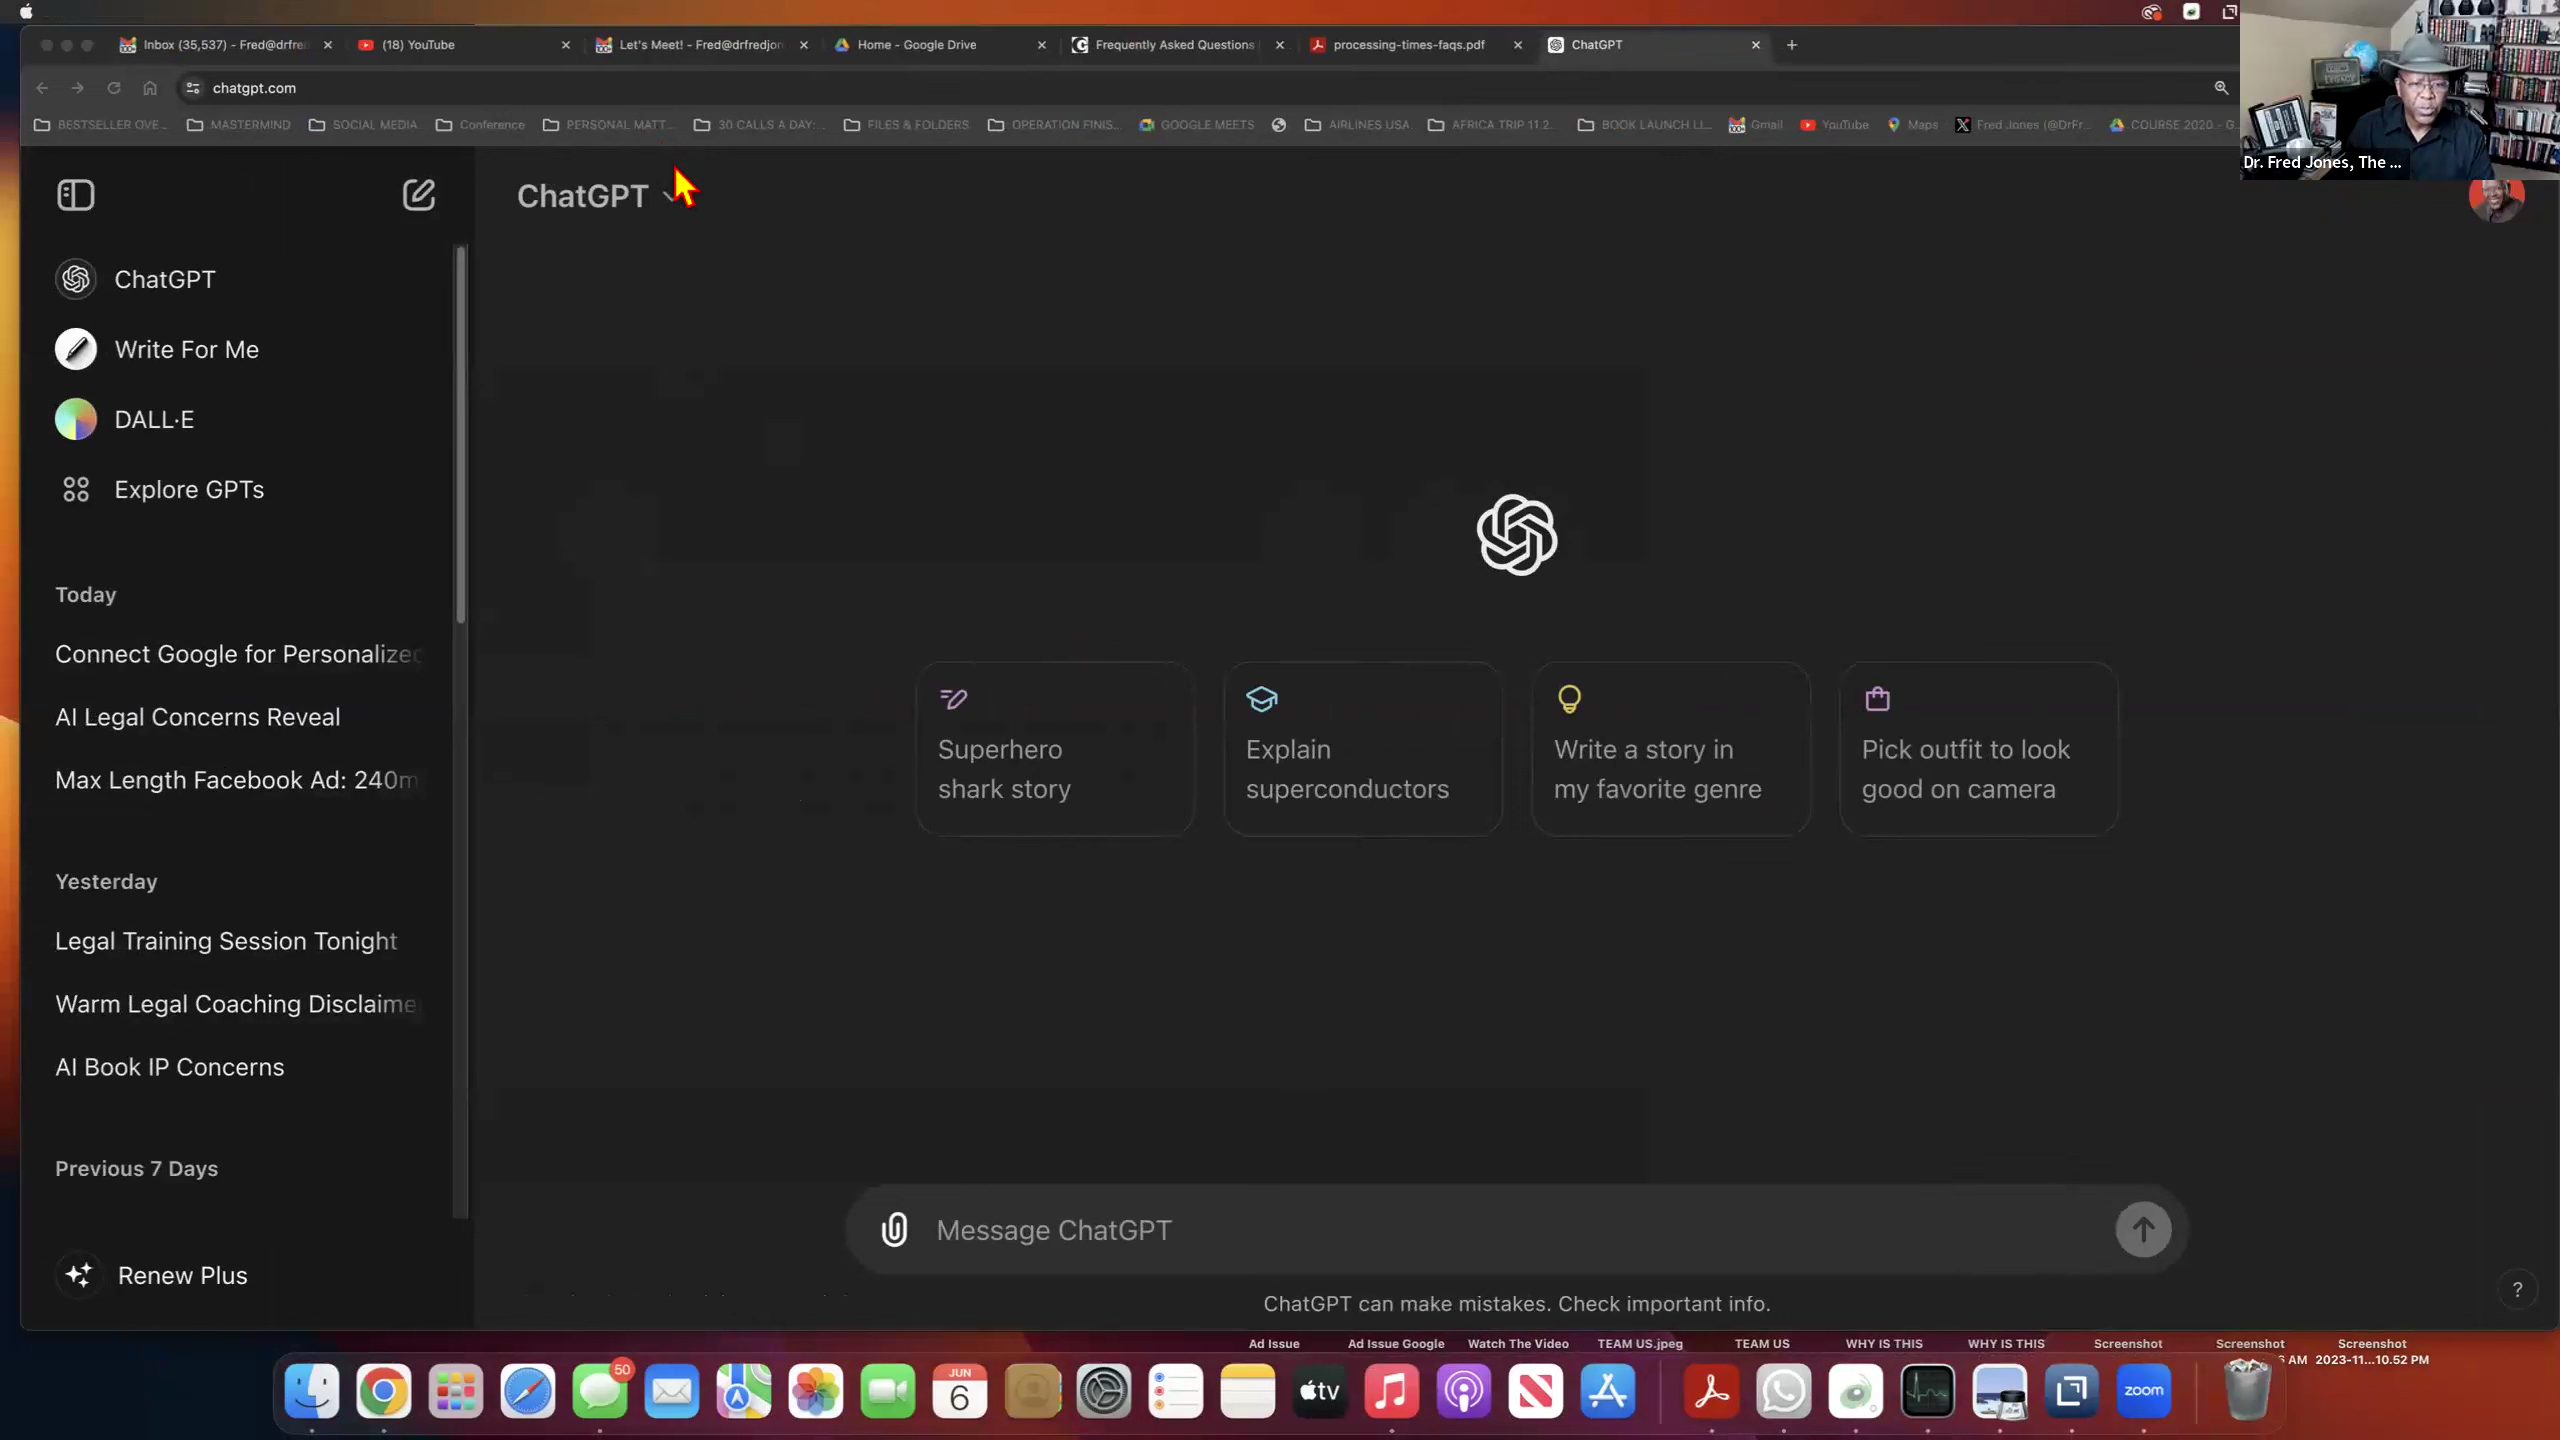 Inbox (35,537) - Fred@drfre
(18) YouTube
Let's Meet! - Fred@drfredjon
Home - Google Drive
Frequently Asked Questions
processing-times-faqs.pdf
ChatGPT
chatgpt.com
BESTSELLER OVE...
MASTERMIND
SOCIAL MEDIA
Conference
PERSONAL MATT...
30 CALLS A DAY:...
FILES & FOLDERS
OPERATION FINIS...
GOOGLE MEETS
AIRLINES USA
AFRICA TRIP 11.2...
BOOK LAUNCH LI...
Gmail
YouTube
Maps
Fred Jones (@DrFr...
COURSE 2020 - G
Dr. Fred Jones, The ...
ChatGPT
ChatGPT
Write For Me
DALL·E
Explore GPTs
Today
Connect Google for Personalized
AI Legal Concerns Reveal
Max Length Facebook Ad: 240m
Yesterday
Legal Training Session Tonight
Warm Legal Coaching Disclaime
AI Book IP Concerns
Previous 7 Days
Renew Plus
Superhero
shark story
Explain
superconductors
Write a story in
my favorite genre
Pick outfit to look
good on camera
Message ChatGPT
ChatGPT can make mistakes. Check important info.
?
Ad Issue
Ad Issue Google
Watch The Video
TEAM US.jpeg
TEAM US
WHY IS THIS
WHY IS THIS
Screenshot
Screenshot
Screenshot
6 AM
2023-11...10.52 PM
50
JUN
6
tv
zoom